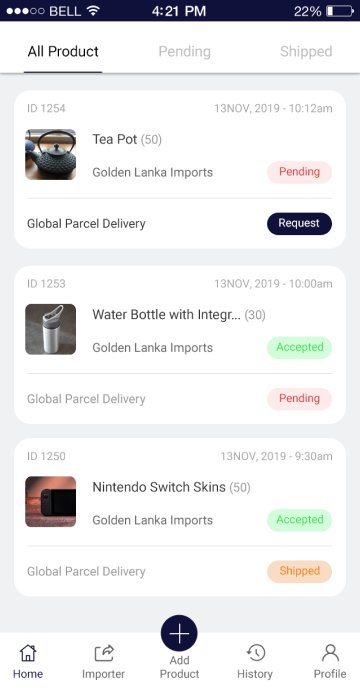 BELL 4:21 PM 22%
All Product Pending Shipped
ID 1254 13NOV, 2019 - 10:12am
Tea Pot (50)
Golden Lanka Imports Pending
Global Parcel Delivery Request
ID 1253 13NOV, 2019 - 10:00am
Water Bottle with Integr... (30)
Golden Lanka Imports Accepted
Global Parcel Delivery Pending
ID 1250 13NOV, 2019 - 9:30am
Nintendo Switch Skins (50)
Golden Lanka Imports Accepted
Global Parcel Delivery Shipped
Home Importer Add Product History Profile